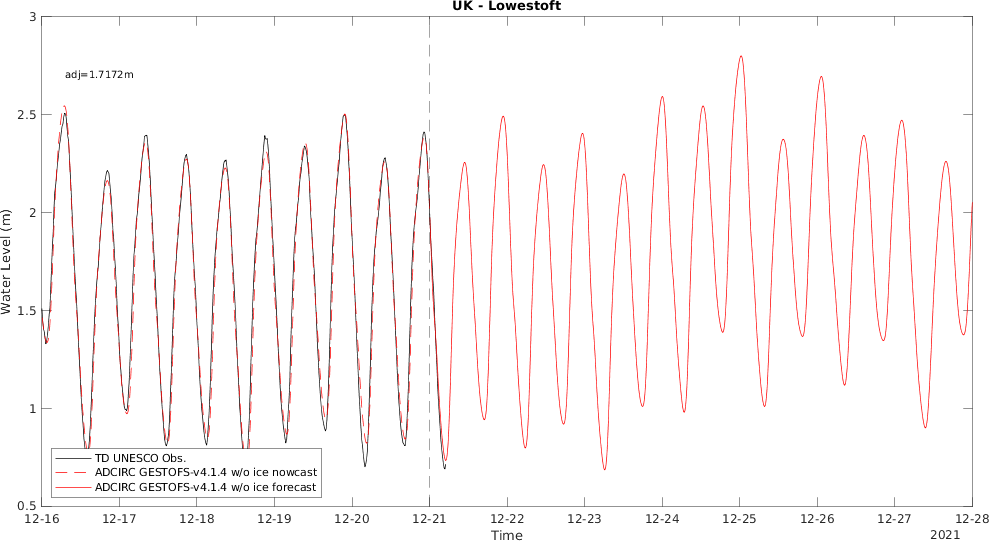 UK - Lowestoft
adj=1.7172m
3
2.5
2
1.5
1
0.5
Water Level (m)
TD UNESCO Obs.
ADCIRC GESTOFS-v4.1.4 w/o ice nowcast
ADCIRC GESTOFS-v4.1.4 w/o ice forecast
12-16 12-17 12-18 12-19 12-20 12-21 12-22 12-23 12-24 12-25 12-26 12-27 12-28
Time
2021